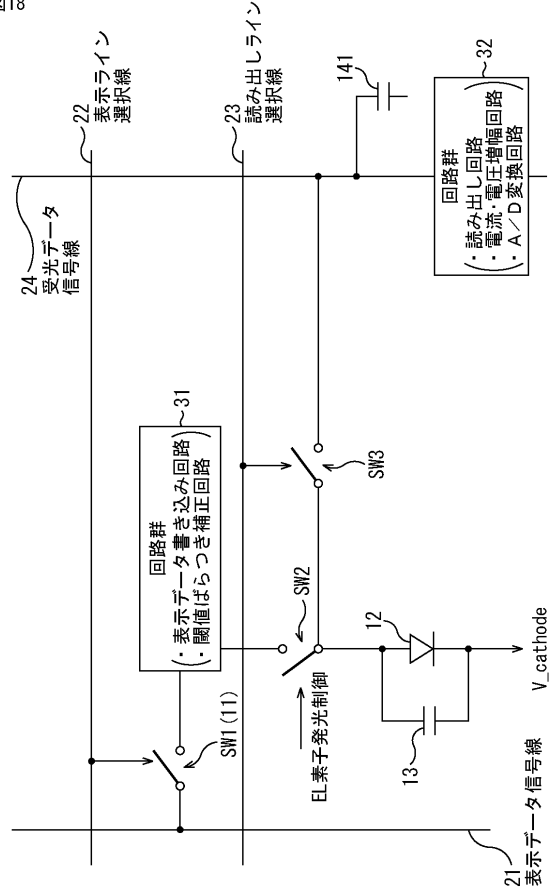 図18
22
表示ライン
選択線
23
読み出しライン
選択線
24
受光データ
信号線
141
32
回路群
・読み出し回路
・電流・電圧増幅回路
・A/D変換回路
31
回路群
・表示データ書き込み回路
・閾値ばらつき補正回路
SW1(11)
SW2
SW3
EL素子発光制御
12
13
V_cathode
21
表示データ信号線